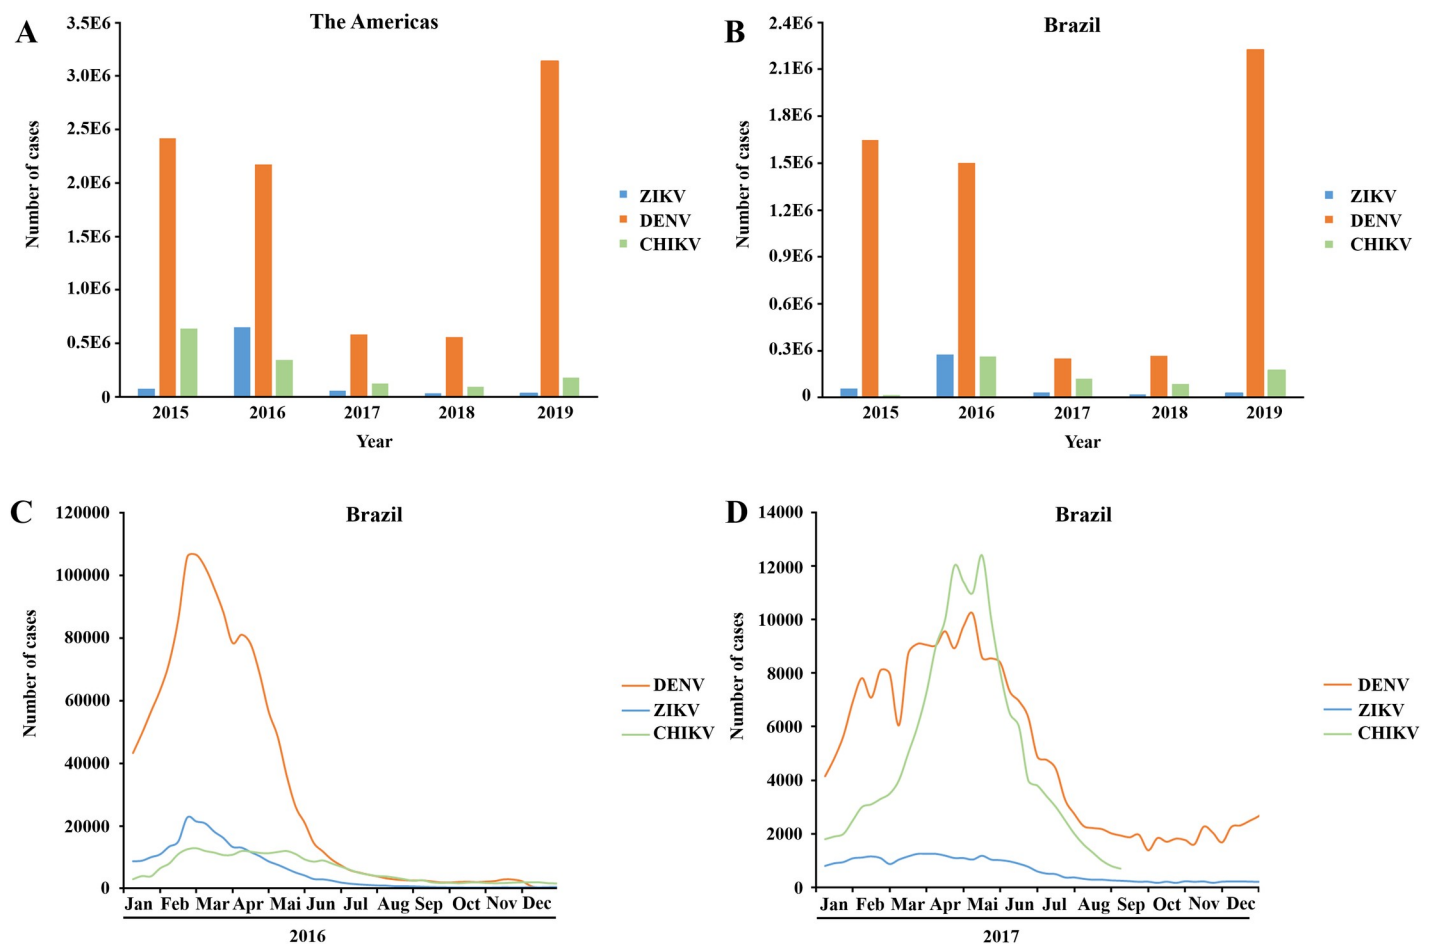 A
The Americas
3.5E6
3.0E6
2.5E6
2.0E6
1.5E6
1.0E6
0.5E6
0
Number of cases
2015 2016 2017 2018 2019
Year
ZIKV
DENV
CHIKV
B
Brazil
2.4E6
2.1E6
1.8E6
1.5E6
1.2E6
0.9E6
0.6E6
0.3E6
0
Number of cases
2015 2016 2017 2018 2019
Year
ZIKV
DENV
CHIKV
C
Brazil
120000
100000
80000
60000
40000
20000
0
Number of cases
Jan Feb Mar Apr Mai Jun Jul Aug Sep Oct Nov Dec
2016
DENV
ZIKV
CHIKV
D
Brazil
14000
12000
10000
8000
6000
4000
2000
0
Number of cases
Jan Feb Mar Apr Mai Jun Jul Aug Sep Oct Nov Dec
2017
DENV
ZIKV
CHIKV